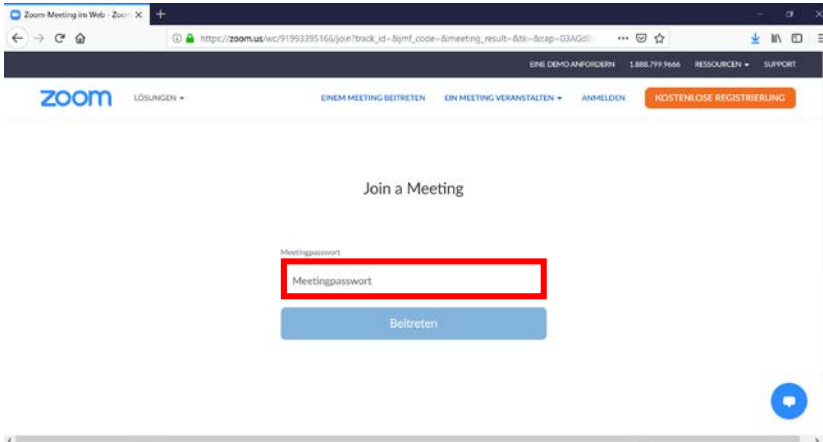 Zoom-Meeting im Web - Zoom
https://zoom.us/wc/91993395166/join?track_id=&jmf_code=&meeting_result=&tk=&cap=03AGd
EINE DEMO ANFORDERN 1.888.799.9666 RESSOURCEN SUPPORT
zoom LÖSUNGEN EINEM MEETING BEITRETEN EIN MEETING VERANSTALTEN ANMELDEN KOSTENLOSE REGISTRIERUNG
Join a Meeting
Meetingpasswort
Meetingpasswort
Beitreten